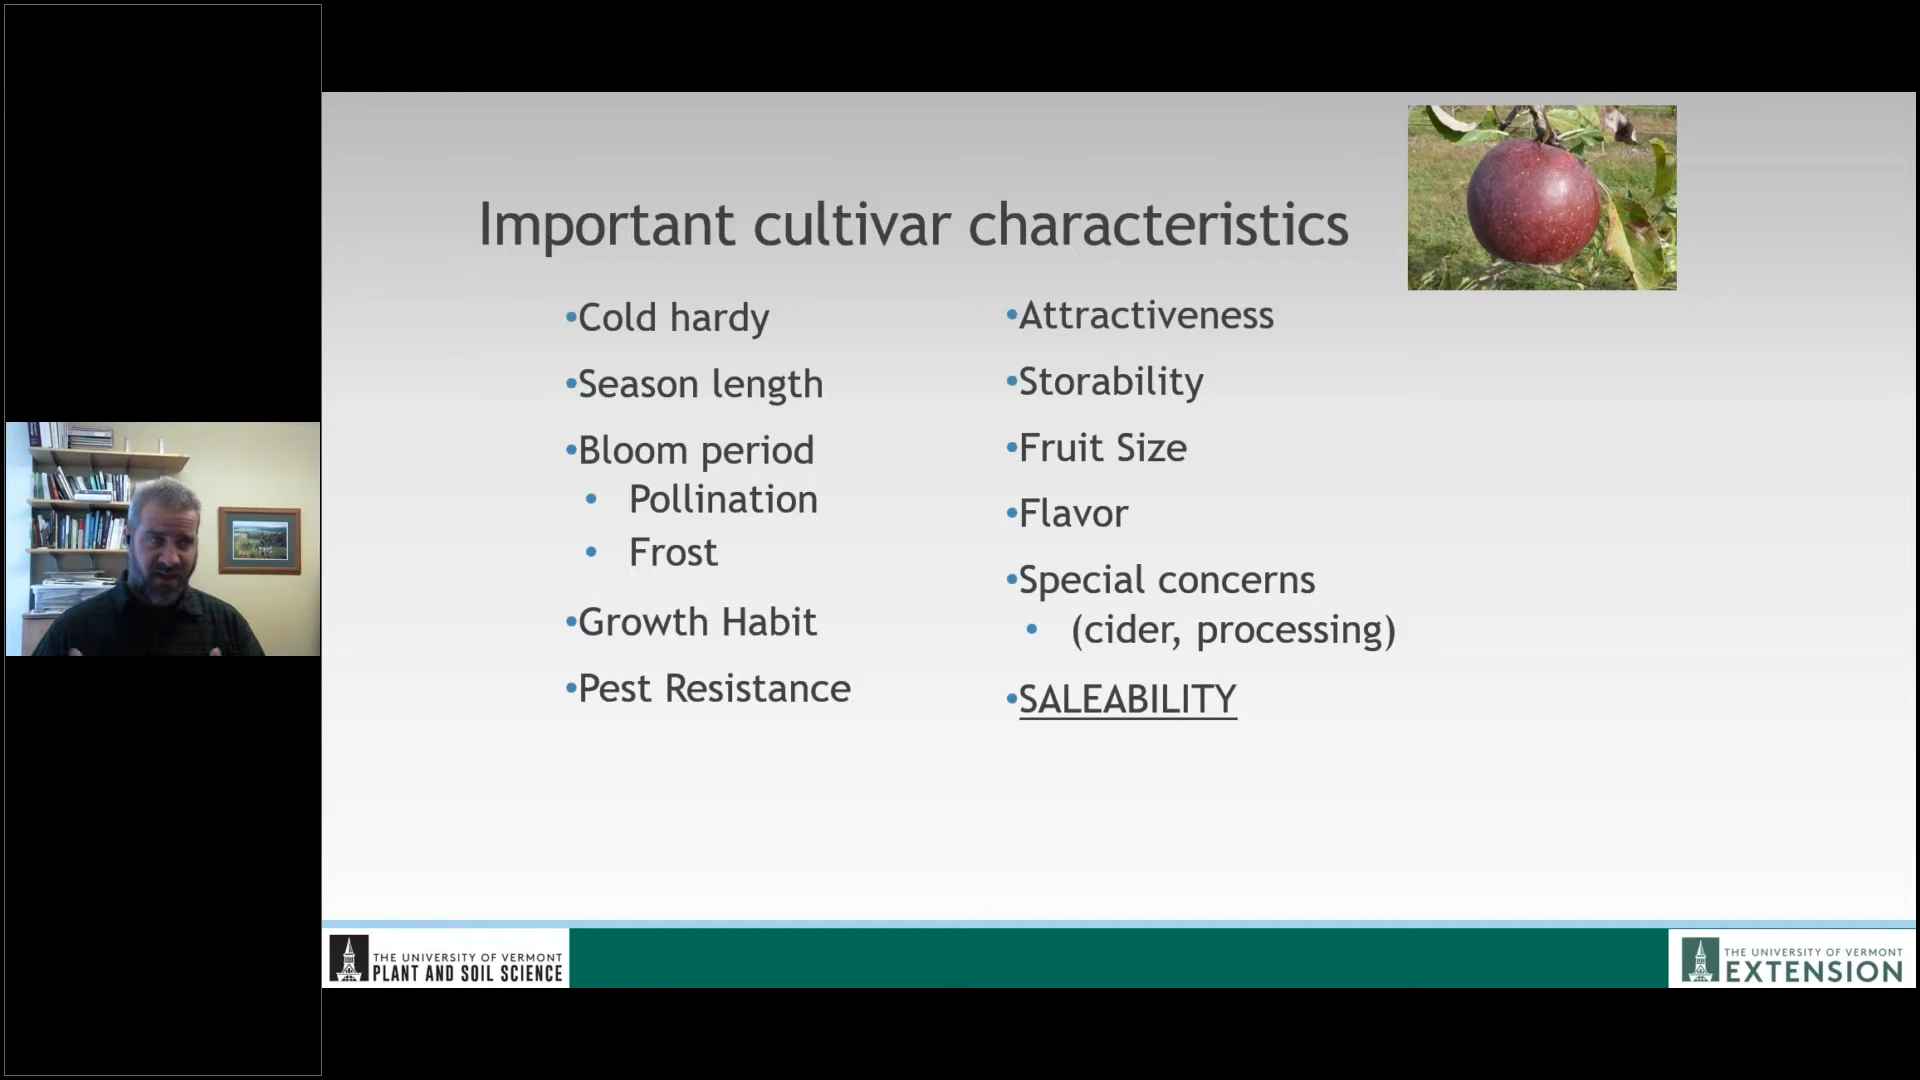 Important cultivar characteristics
•Cold hardy
•Season length
•Bloom period
• Pollination
• Frost
•Growth Habit
•Pest Resistance
•Attractiveness
•Storability
•Fruit Size
•Flavor
•Special concerns
• (cider, processing)
•SALEABILITY
THE UNIVERSITY OF VERMONT
PLANT AND SOIL SCIENCE
THE UNIVERSITY OF VERMONT
EXTENSION